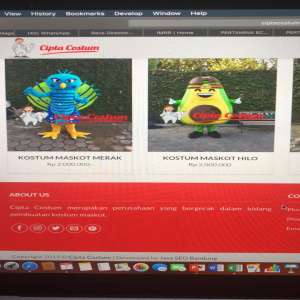 View History Bookmarks Develop Window Help
Cipta Costum
Cipta Costum
Cipta Costum
KOSTUM MASKOT MERAK
KOSTUM MASKOT HILO
Rp 2.000.000
Rp 2.500.000
ABOUT US
Cipta Costum merupakan perusahaan yang bergerak dalam bidang
pembuatan kostum maskot.
Copyright 2019 © Cipta Costum | Developed by Jasa SEO Bandung